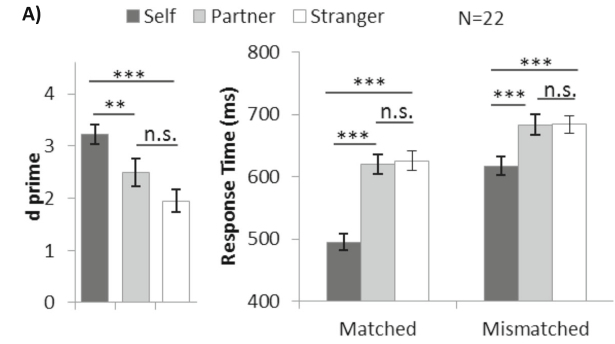 A)
Self Partner Stranger
N=22
d prime
4
3
2
1
0
***
**
n.s.
Response Time (ms)
800
700
600
500
400
***
***
n.s.
***
***
n.s.
Matched
Mismatched